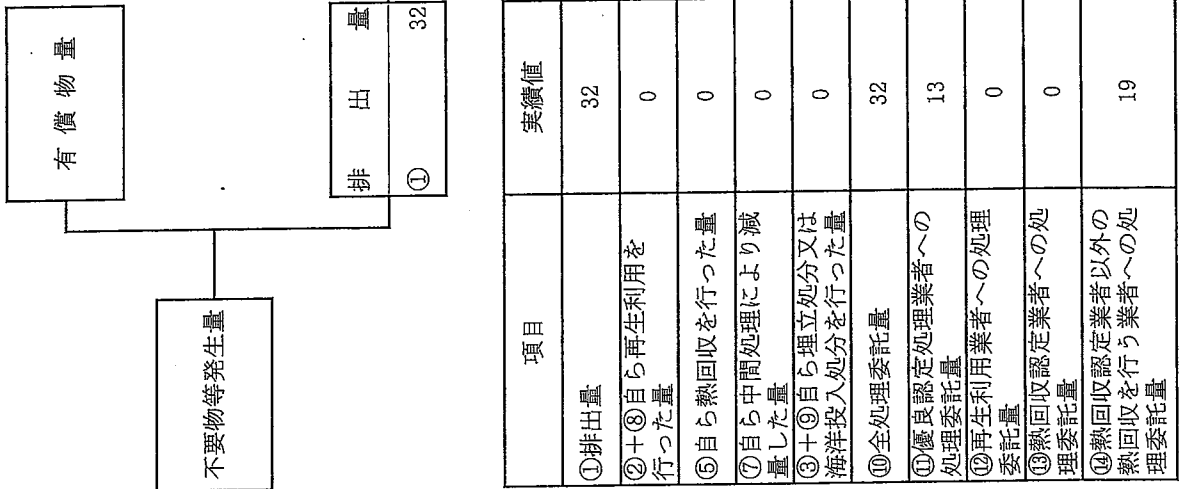 不要物等発生量
有償物量
排出量
① 32
項目 実績値
①排出量 32
②+⑧自ら再生利用を
行った量 0
⑤自ら熱回収を行った量 0
⑦自ら中間処理により減
量した量 0
③+⑨自ら埋立処分又は
海洋投入処分を行った量 0
⑩全処理委託量 32
⑪優良認定処理業者への
処理委託量 13
⑫再生利用業者への処理
委託量 0
⑬熱回収認定業者への処
理委託量 0
⑭熱回収認定業者以外の
熱回収を行う業者への処
理委託量 19